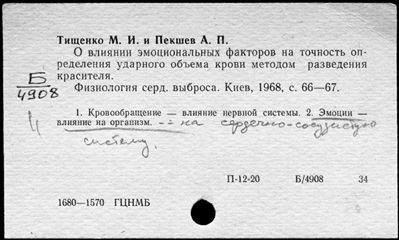 Тищенко М. И. и Пекшев А. П.
О влиянии эмоциональных факторов на точность оп-
ределения ударного объема крови методом разведения
красителя.
Физиология серд. выброса. Киев, 1968, с. 66—67.
Б
4908
1. Кровообращение — влияние нервной системы. 2. Эмоции —
влияние на организм. -:- на сердечно-сосудистую
систему.
П-12-20 Б/4908 34
1680—1570 ГЦНМБ